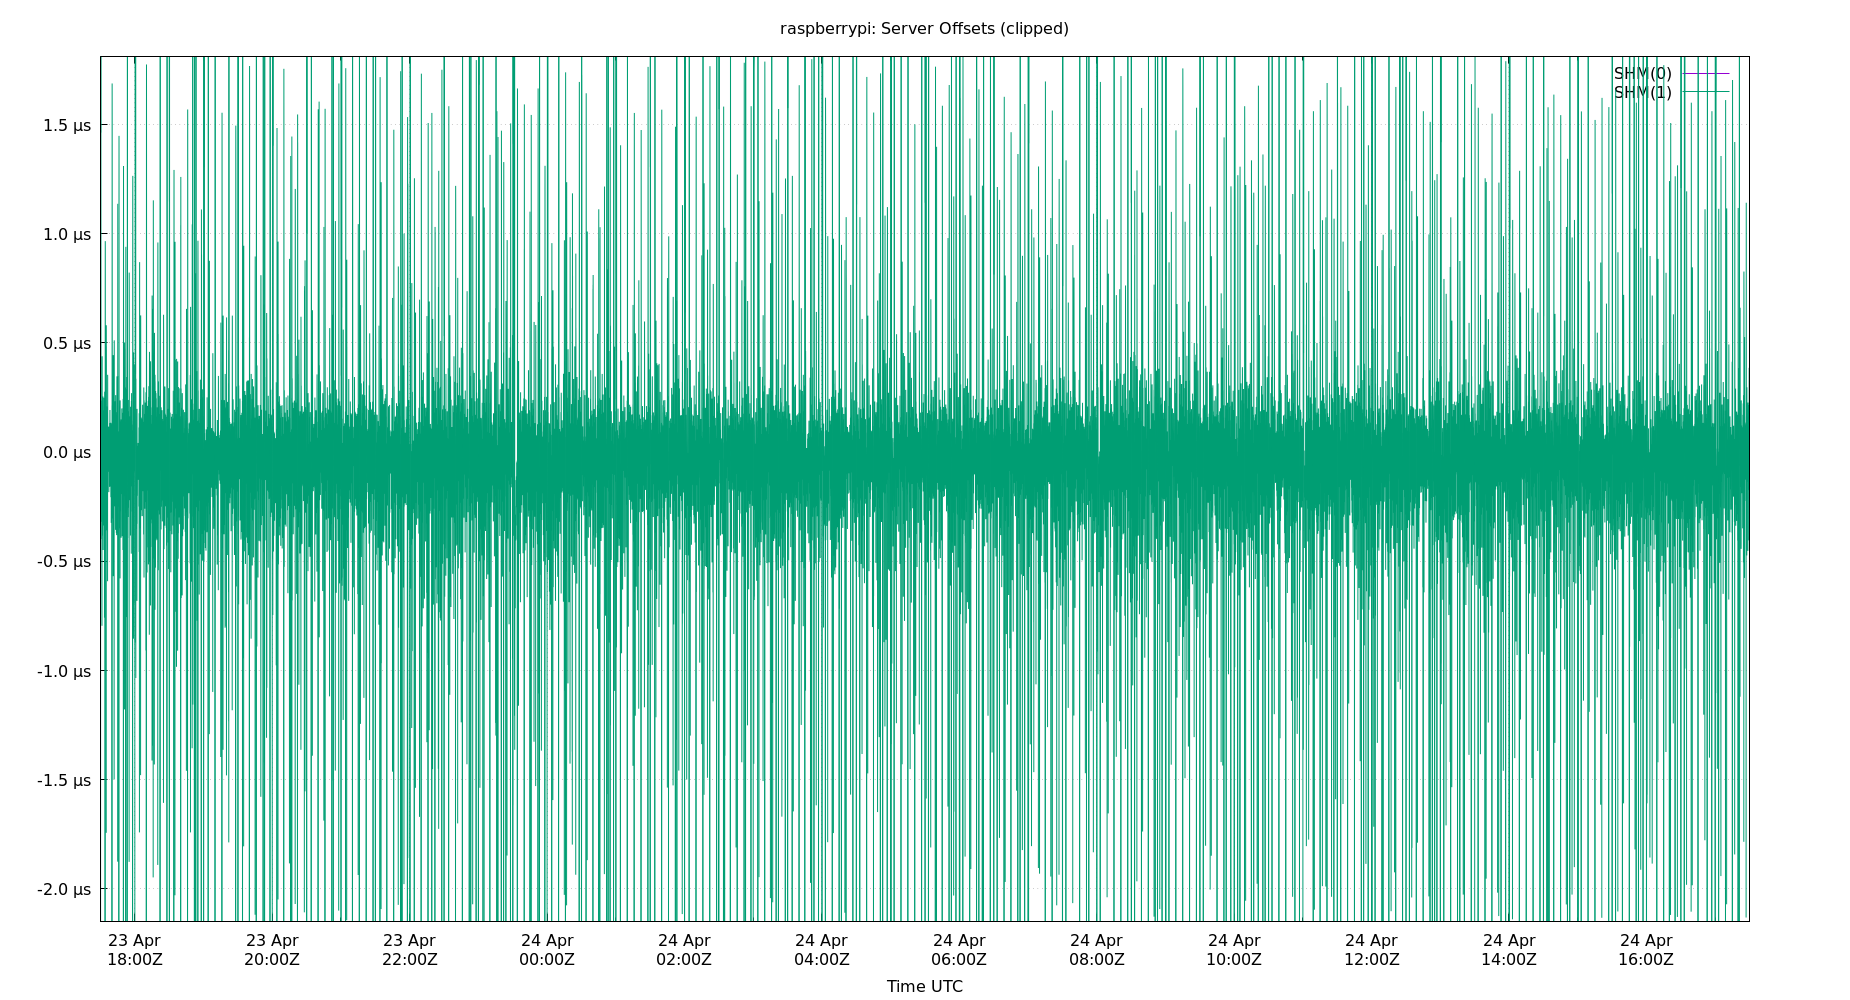 raspberrypi: Server Offsets (clipped)
SHM(0)
SHM(1)
1.5 µs
1.0 µs
0.5 µs
0.0 µs
-0.5 µs
-1.0 µs
-1.5 µs
-2.0 µs
23 Apr 23 Apr 23 Apr 24 Apr 24 Apr 24 Apr 24 Apr 24 Apr 24 Apr 24 Apr 24 Apr 24 Apr
18:00Z 20:00Z 22:00Z 00:00Z 02:00Z 04:00Z 06:00Z 08:00Z 10:00Z 12:00Z 14:00Z 16:00Z
Time UTC